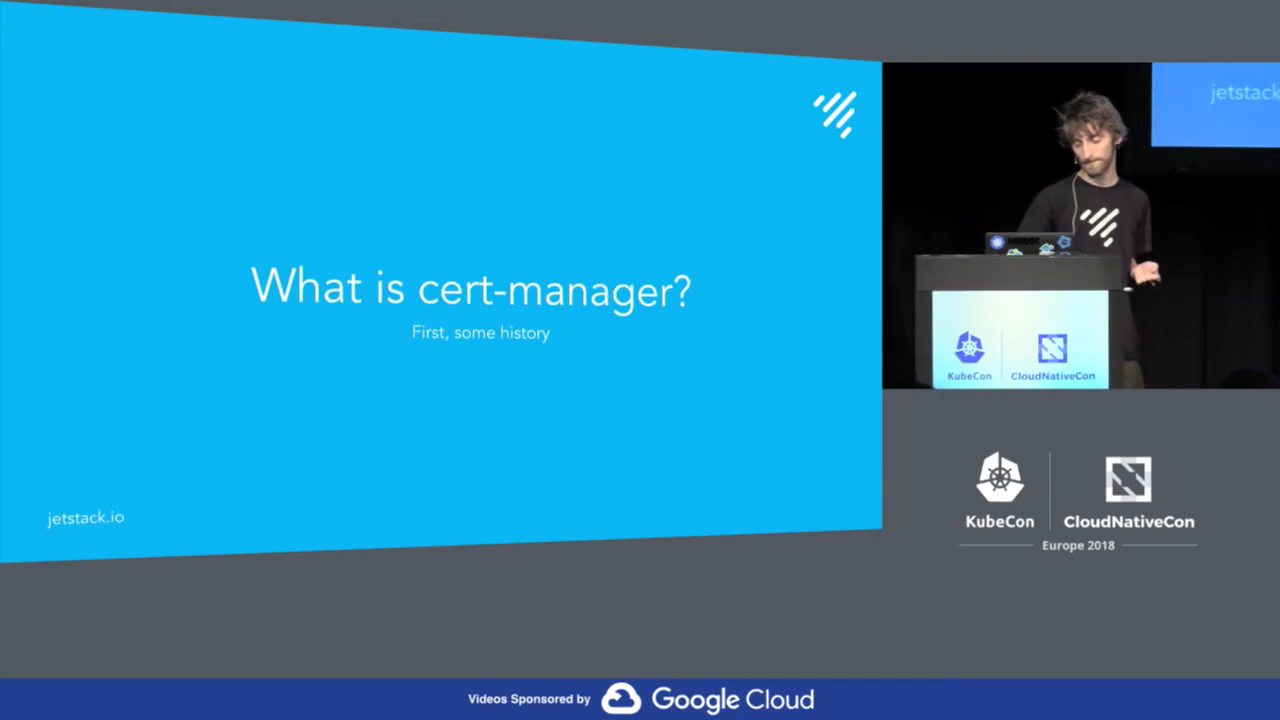 What is cert-manager?
First, some history
jetstack.io
jetstack
KubeCon
CloudNativeCon
KubeCon
CloudNativeCon
Europe 2018
Videos Sponsored by Google Cloud